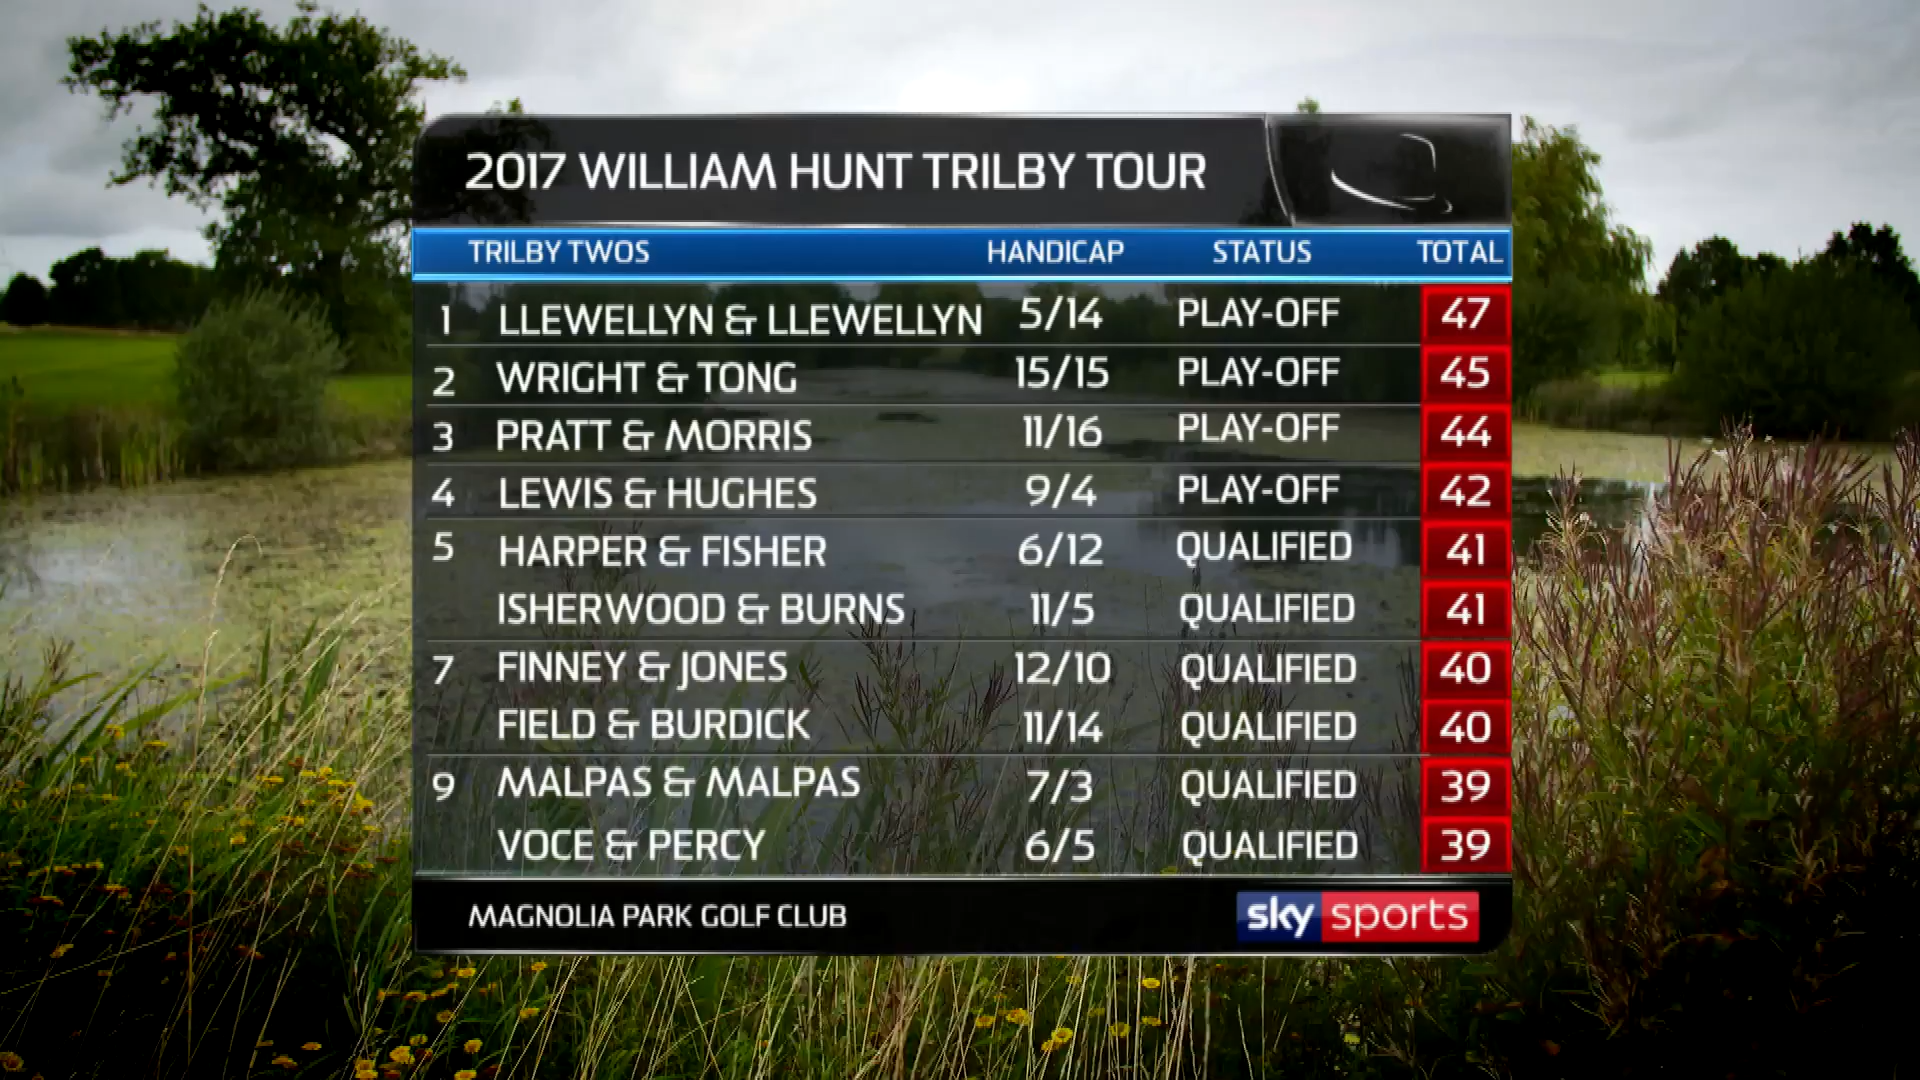 2017 WILLIAM HUNT TRILBY TOUR
TRILBY TWOS HANDICAP STATUS TOTAL
1 LLEWELLYN & LLEWELLYN 5/14 PLAY-OFF 47
2 WRIGHT & TONG 15/15 PLAY-OFF 45
3 PRATT & MORRIS 11/16 PLAY-OFF 44
4 LEWIS & HUGHES 9/4 PLAY-OFF 42
5 HARPER & FISHER 6/12 QUALIFIED 41
ISHERWOOD & BURNS 11/5 QUALIFIED 41
7 FINNEY & JONES 12/10 QUALIFIED 40
FIELD & BURDICK 11/14 QUALIFIED 40
9 MALPAS & MALPAS 7/3 QUALIFIED 39
VOCE & PERCY 6/5 QUALIFIED 39
MAGNOLIA PARK GOLF CLUB sky sports